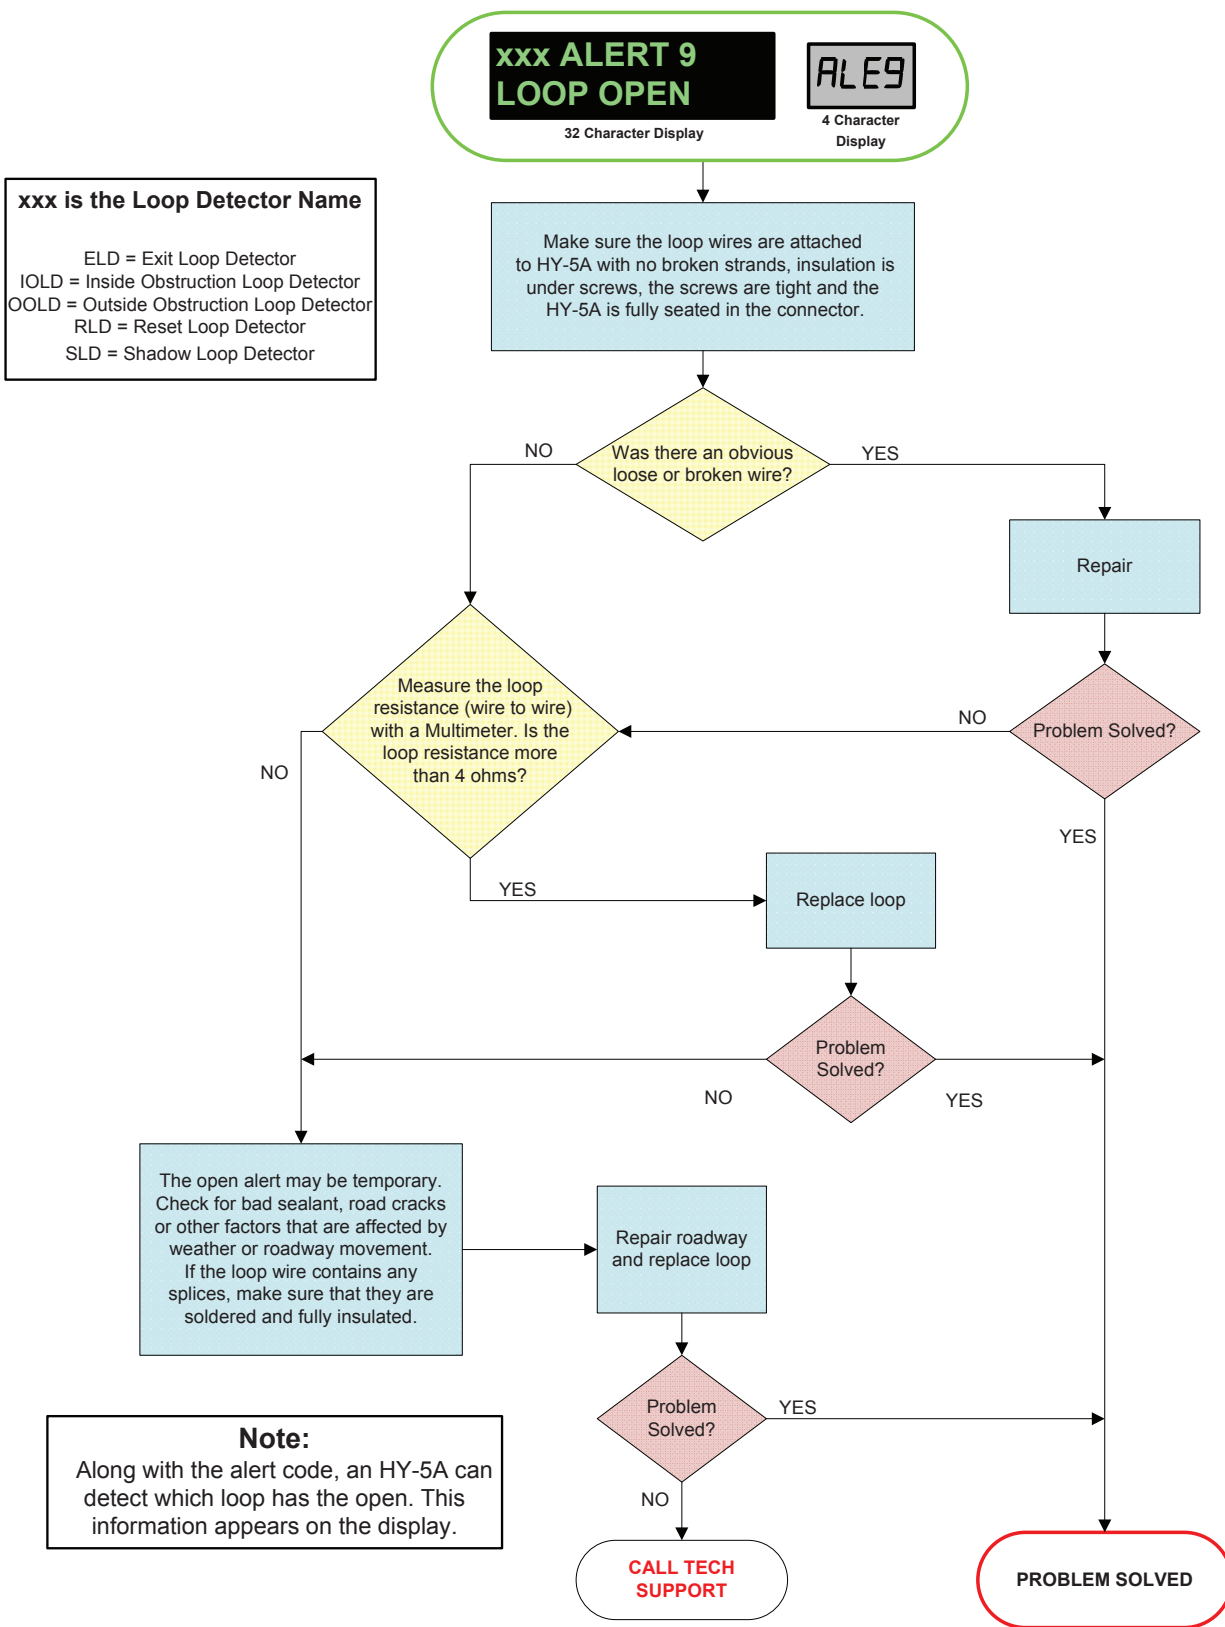 xxx ALERT 9
LOOP OPEN
32 Character Display
ALE9
4 Character
Display
xxx is the Loop Detector Name
ELD = Exit Loop Detector
IOLD = Inside Obstruction Loop Detector
OOLD = Outside Obstruction Loop Detector
RLD = Reset Loop Detector
SLD = Shadow Loop Detector
Make sure the loop wires are attached
to HY-5A with no broken strands, insulation is
under screws, the screws are tight and the
HY-5A is fully seated in the connector.
NO
Was there an obvious
loose or broken wire?
YES
Repair
Measure the loop
resistance (wire to wire)
with a Multimeter. Is the
loop resistance more
than 4 ohms?
NO
NO
Problem Solved?
YES
YES
Replace loop
Problem
Solved?
NO
YES
The open alert may be temporary.
Check for bad sealant, road cracks
or other factors that are affected by
weather or roadway movement.
If the loop wire contains any
splices, make sure that they are
soldered and fully insulated.
Repair roadway
and replace loop
Problem
Solved?
YES
NO
Note:
Along with the alert code, an HY-5A can
detect which loop has the open. This
information appears on the display.
CALL TECH
SUPPORT
PROBLEM SOLVED